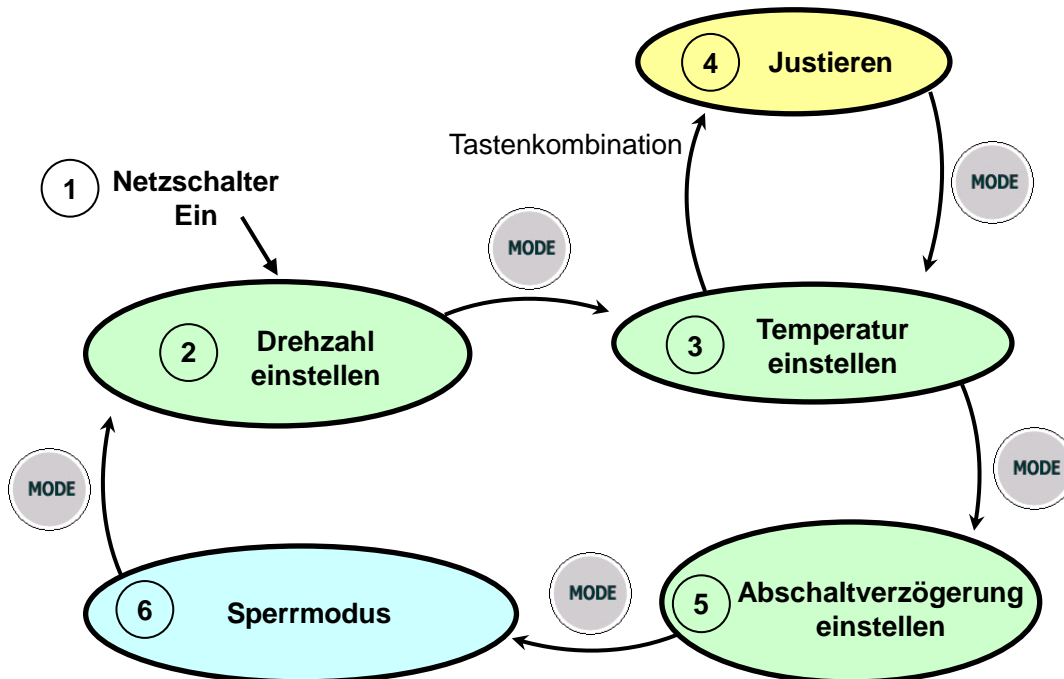 4 Justieren
Tastenkombination
MODE
1 Netzschalter
Ein
MODE
2 Drehzahl
einstellen
3 Temperatur
einstellen
MODE
MODE
6 Sperrmodus
MODE
5 Abschaltverzögerung
einstellen